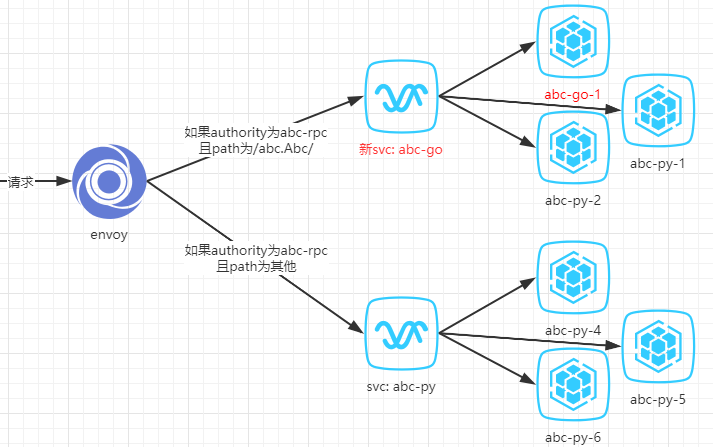 请求
envoy
如果authority为abc-rpc
且path为/abc.Abc/
新svc: abc-go
abc-go-1
abc-py-1
abc-py-2
如果authority为abc-rpc
且path为其他
svc: abc-py
abc-py-4
abc-py-5
abc-py-6